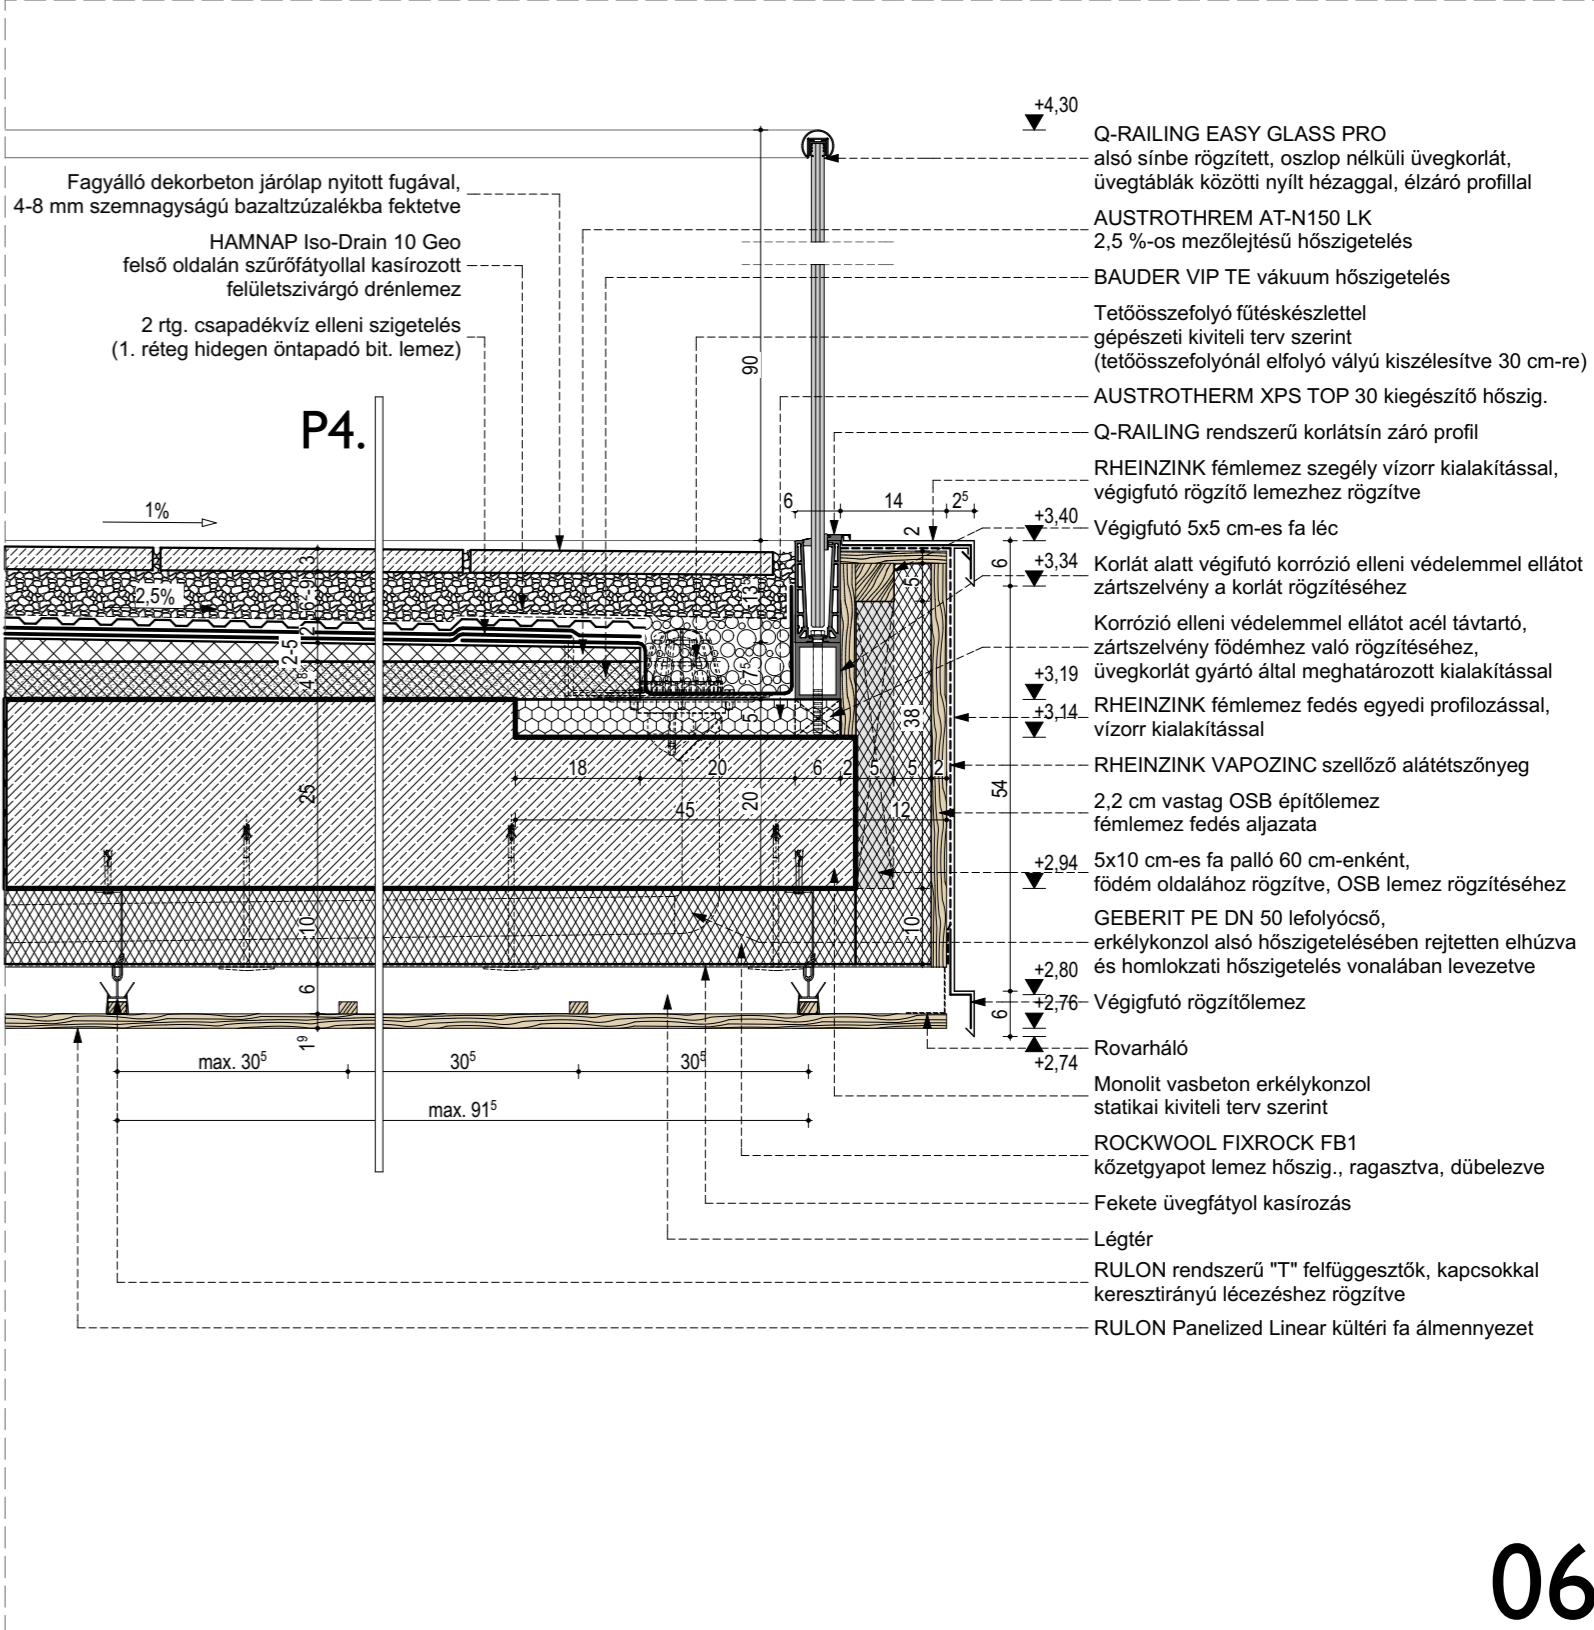 +4,30
Q-RAILING EASY GLASS PRO
alsó sínbe rögzített, oszlop nélküli üvegkorlát,
üvegtáblák közötti nyílt hézaggal, élzáró profillal
Fagyálló dekorbeton járólap nyitott fugával,
4-8 mm szemnagyságú bazaltzúzalékba fektetve
HAMNAP Iso-Drain 10 Geo
felső oldalán szűrőfátyollal kasírozott
felületszivárgó drénlemez
2 rtg. csapadékvíz elleni szigetelés
(1. réteg hidegen öntapadó bit. lemez)
AUSTROTHREM AT-N150 LK
2,5 %-os mezőlejtésű hőszigetelés
BAUDER VIP TE vákuum hőszigetelés
Tetőösszefolyó fűtéskészlettel
gépészeti kiviteli terv szerint
(tetőösszefolyónál elfolyó vályú kiszélesítve 30 cm-re)
AUSTROTHERM XPS TOP 30 kiegészítő hőszig.
Q-RAILING rendszerű korlátsín záró profil
RHEINZINK fémlemez szegély vízorr kialakítással,
végigfutó rögzítő lemezhez rögzítve
+3,40
Végigfutó 5x5 cm-es fa léc
+3,34
Korlát alatt végifutó korrózió elleni védelemmel ellátot
zártszelvény a korlát rögzítéséhez
Korrózió elleni védelemmel ellátot acél távtartó,
zártszelvény födémhez való rögzítéséhez,
üvegkorlát gyártó által meghatározott kialakítással
+3,19
RHEINZINK fémlemez fedés egyedi profilozással,
vízorr kialakítással
+3,14
RHEINZINK VAPOZINC szellőző alátétszőnyeg
2,2 cm vastag OSB építőlemez
fémlemez fedés aljazata
+2,94
5x10 cm-es fa palló 60 cm-enként,
födém oldalához rögzítve, OSB lemez rögzítéséhez
GEBERIT PE DN 50 lefolyócső,
erkélykonzol alsó hőszigetelésében rejtetten elhúzva
és homlokzati hőszigetelés vonalában levezetve
+2,80
+2,76
Végigfutó rögzítőlemez
Rovarháló
+2,74
Monolit vasbeton erkélykonzol
statikai kiviteli terv szerint
ROCKWOOL FIXROCK FB1
kőzetgyapot lemez hőszig., ragasztva, dübelezve
Fekete üvegfátyol kasírozás
Légtér
RULON rendszerű "T" felfüggesztők, kapcsokkal
keresztirányú lécezéshez rögzítve
RULON Panelized Linear kültéri fa álmennyezet
P4.
90
1%
2,5%
6
14
2⁵
2
6
5
38
54
10
6
3
2
2-5
25
10
6
1⁹
5
20
18
20
6
2
5
5
2
45
12
max. 30⁵
30⁵
30⁵
max. 91⁵
06